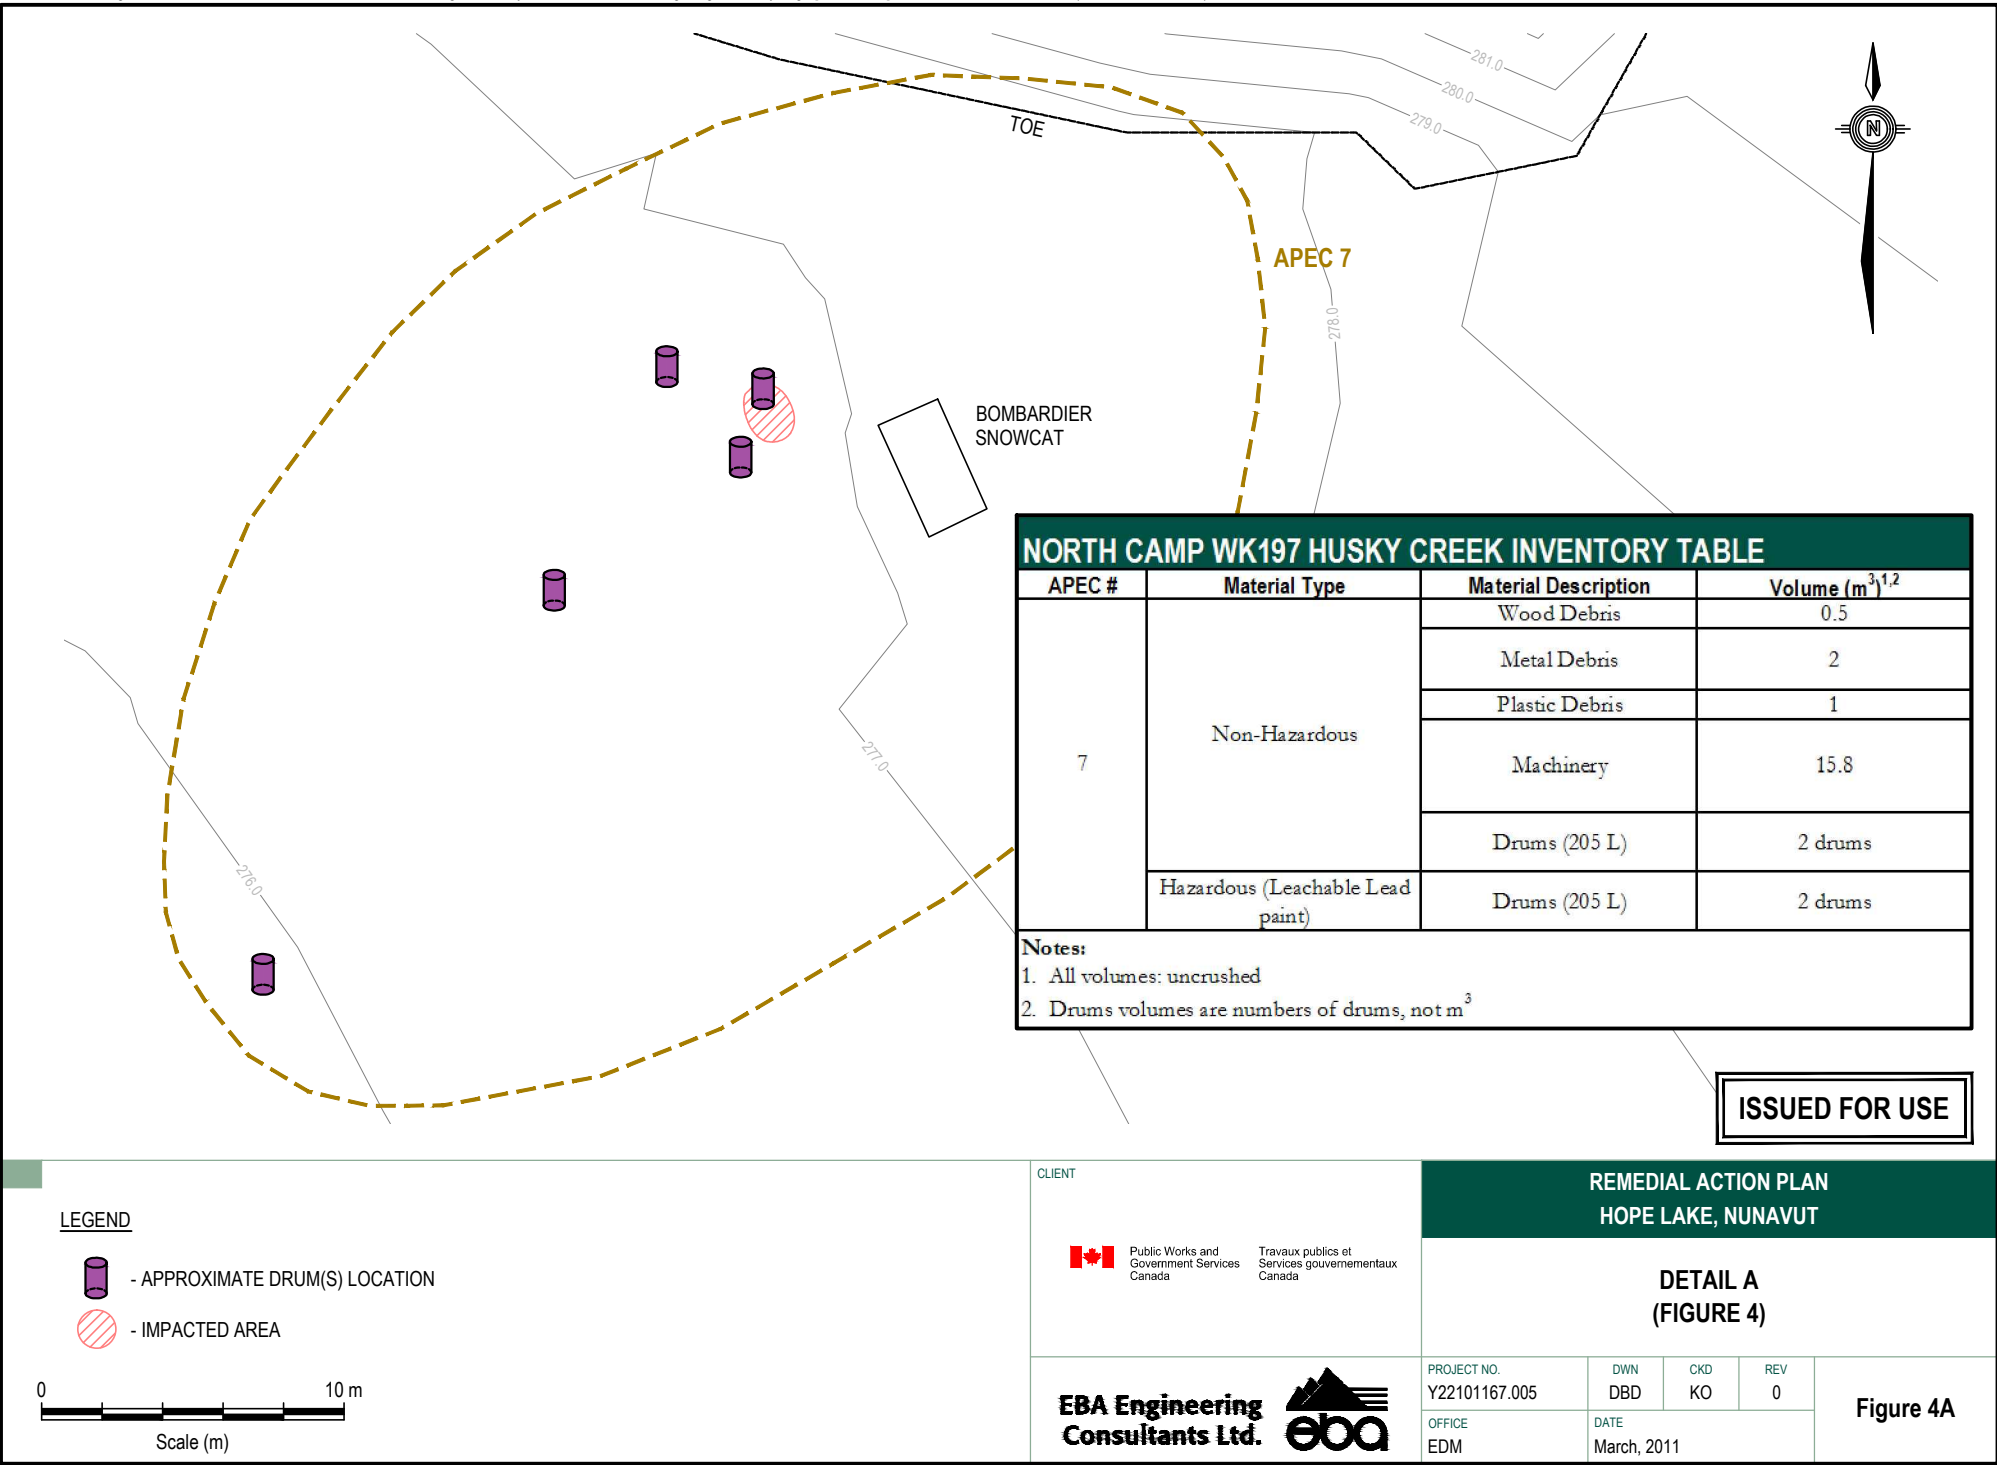 281.0
280.0
279.0
TOE
N
APEC 7
278.0
BOMBARDIER
SNOWCAT
277.0
276.0
NORTH CAMP WK197 HUSKY CREEK INVENTORY TABLE
APEC # Material Type Material Description Volume (m³)¹,²
7 Non-Hazardous Wood Debris 0.5
Metal Debris 2
Plastic Debris 1
Machinery 15.8
Drums (205 L) 2 drums
Hazardous (Leachable Lead paint) Drums (205 L) 2 drums
Notes:
1. All volumes: uncrushed
2. Drums volumes are numbers of drums, not m³
ISSUED FOR USE
LEGEND
- APPROXIMATE DRUM(S) LOCATION
- IMPACTED AREA
0 10 m
Scale (m)
CLIENT
Public Works and
Government Services
Canada
Travaux publics et
Services gouvernementaux
Canada
EBA Engineering
Consultants Ltd.
eba
REMEDIAL ACTION PLAN
HOPE LAKE, NUNAVUT
DETAIL A
(FIGURE 4)
PROJECT NO.
Y22101167.005
DWN
DBD
CKD
KO
REV
0
OFFICE
EDM
DATE
March, 2011
Figure 4A